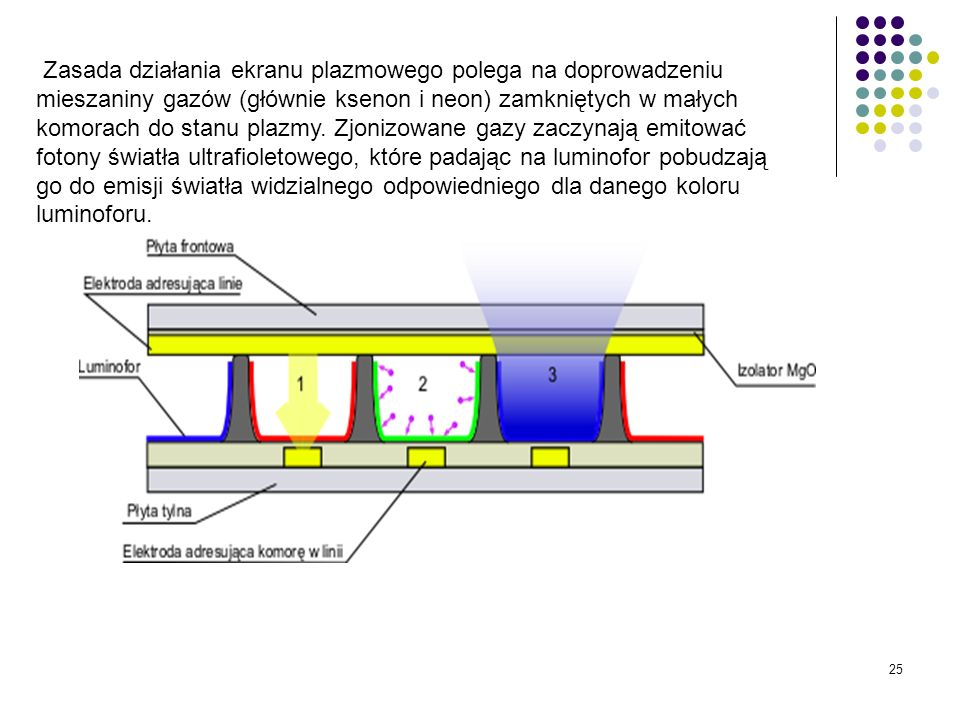 Zasada działania ekranu plazmowego polega na doprowadzeniu
mieszaniny gazów (głównie ksenon i neon) zamkniętych w małych
komorach do stanu plazmy. Zjonizowane gazy zaczynają emitować
fotony światła ultrafioletowego, które padając na luminofor pobudzają
go do emisji światła widzialnego odpowiedniego dla danego koloru
luminoforu.
Płyta frontowa
Elektroda adresująca linie
Luminofor
1
2
3
Izolator MgO
Płyta tylna
Elektroda adresująca komorę w linii
25